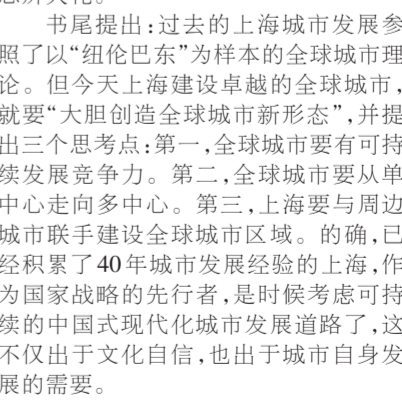 书尾提出：过去的上海城市发展参
照了以“纽伦巴东”为样本的全球城市理
论。但今天上海建设卓越的全球城市，
就要“大胆创造全球城市新形态”，并提
出三个思考点：第一，全球城市要有可持
续发展竞争力。第二，全球城市要从单
中心走向多中心。第三，上海要与周边
城市联手建设全球城市区域。的确，已
经积累了40年城市发展经验的上海，作
为国家战略的先行者，是时候考虑可持
续的中国式现代化城市发展道路了，这
不仅出于文化自信，也出于城市自身发
展的需要。